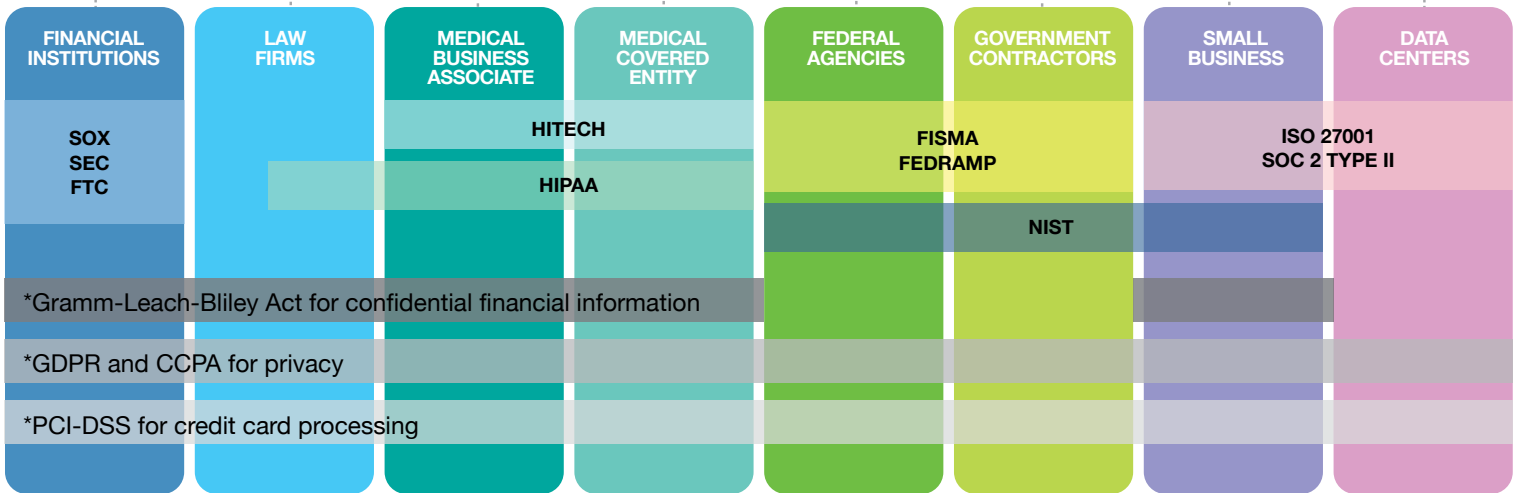 FINANCIAL
INSTITUTIONS
LAW
FIRMS
MEDICAL
BUSINESS
ASSOCIATE
MEDICAL
COVERED
ENTITY
FEDERAL
AGENCIES
GOVERNMENT
CONTRACTORS
SMALL
BUSINESS
DATA
CENTERS
SOX
SEC
FTC
HITECH
HIPAA
FISMA
FEDRAMP
ISO 27001
SOC 2 TYPE II
NIST
*Gramm-Leach-Bliley Act for confidential financial information
*GDPR and CCPA for privacy
*PCI-DSS for credit card processing